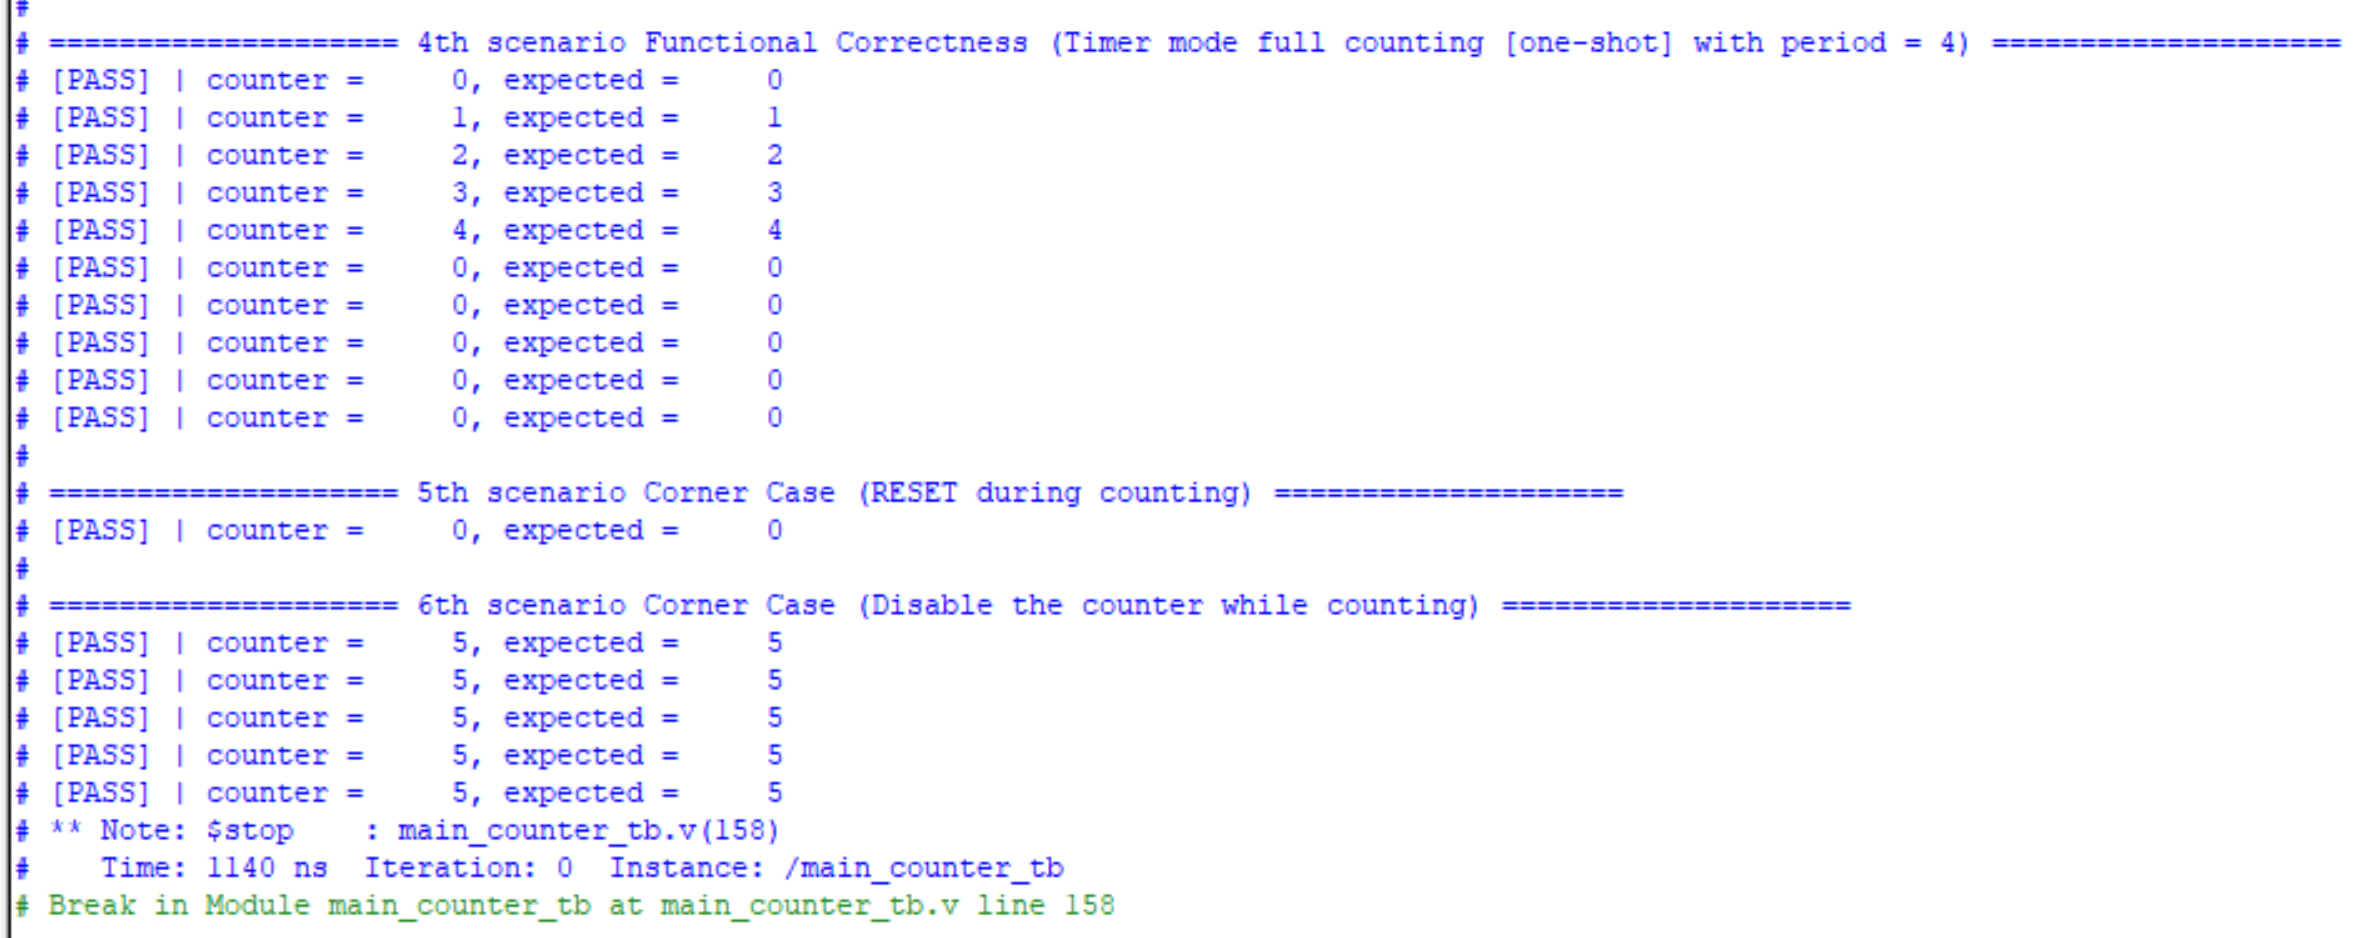 #
# ==================== 4th scenario Functional Correctness (Timer mode full counting [one-shot] with period = 4) ====================
# [PASS] | counter =     0, expected =     0
# [PASS] | counter =     1, expected =     1
# [PASS] | counter =     2, expected =     2
# [PASS] | counter =     3, expected =     3
# [PASS] | counter =     4, expected =     4
# [PASS] | counter =     0, expected =     0
# [PASS] | counter =     0, expected =     0
# [PASS] | counter =     0, expected =     0
# [PASS] | counter =     0, expected =     0
# [PASS] | counter =     0, expected =     0
#
# ==================== 5th scenario Corner Case (RESET during counting) ====================
# [PASS] | counter =     0, expected =     0
#
# ==================== 6th scenario Corner Case (Disable the counter while counting) ====================
# [PASS] | counter =     5, expected =     5
# [PASS] | counter =     5, expected =     5
# [PASS] | counter =     5, expected =     5
# [PASS] | counter =     5, expected =     5
# [PASS] | counter =     5, expected =     5
# ** Note: $stop    : main_counter_tb.v(158)
#    Time: 1140 ns  Iteration: 0  Instance: /main_counter_tb
# Break in Module main_counter_tb at main_counter_tb.v line 158